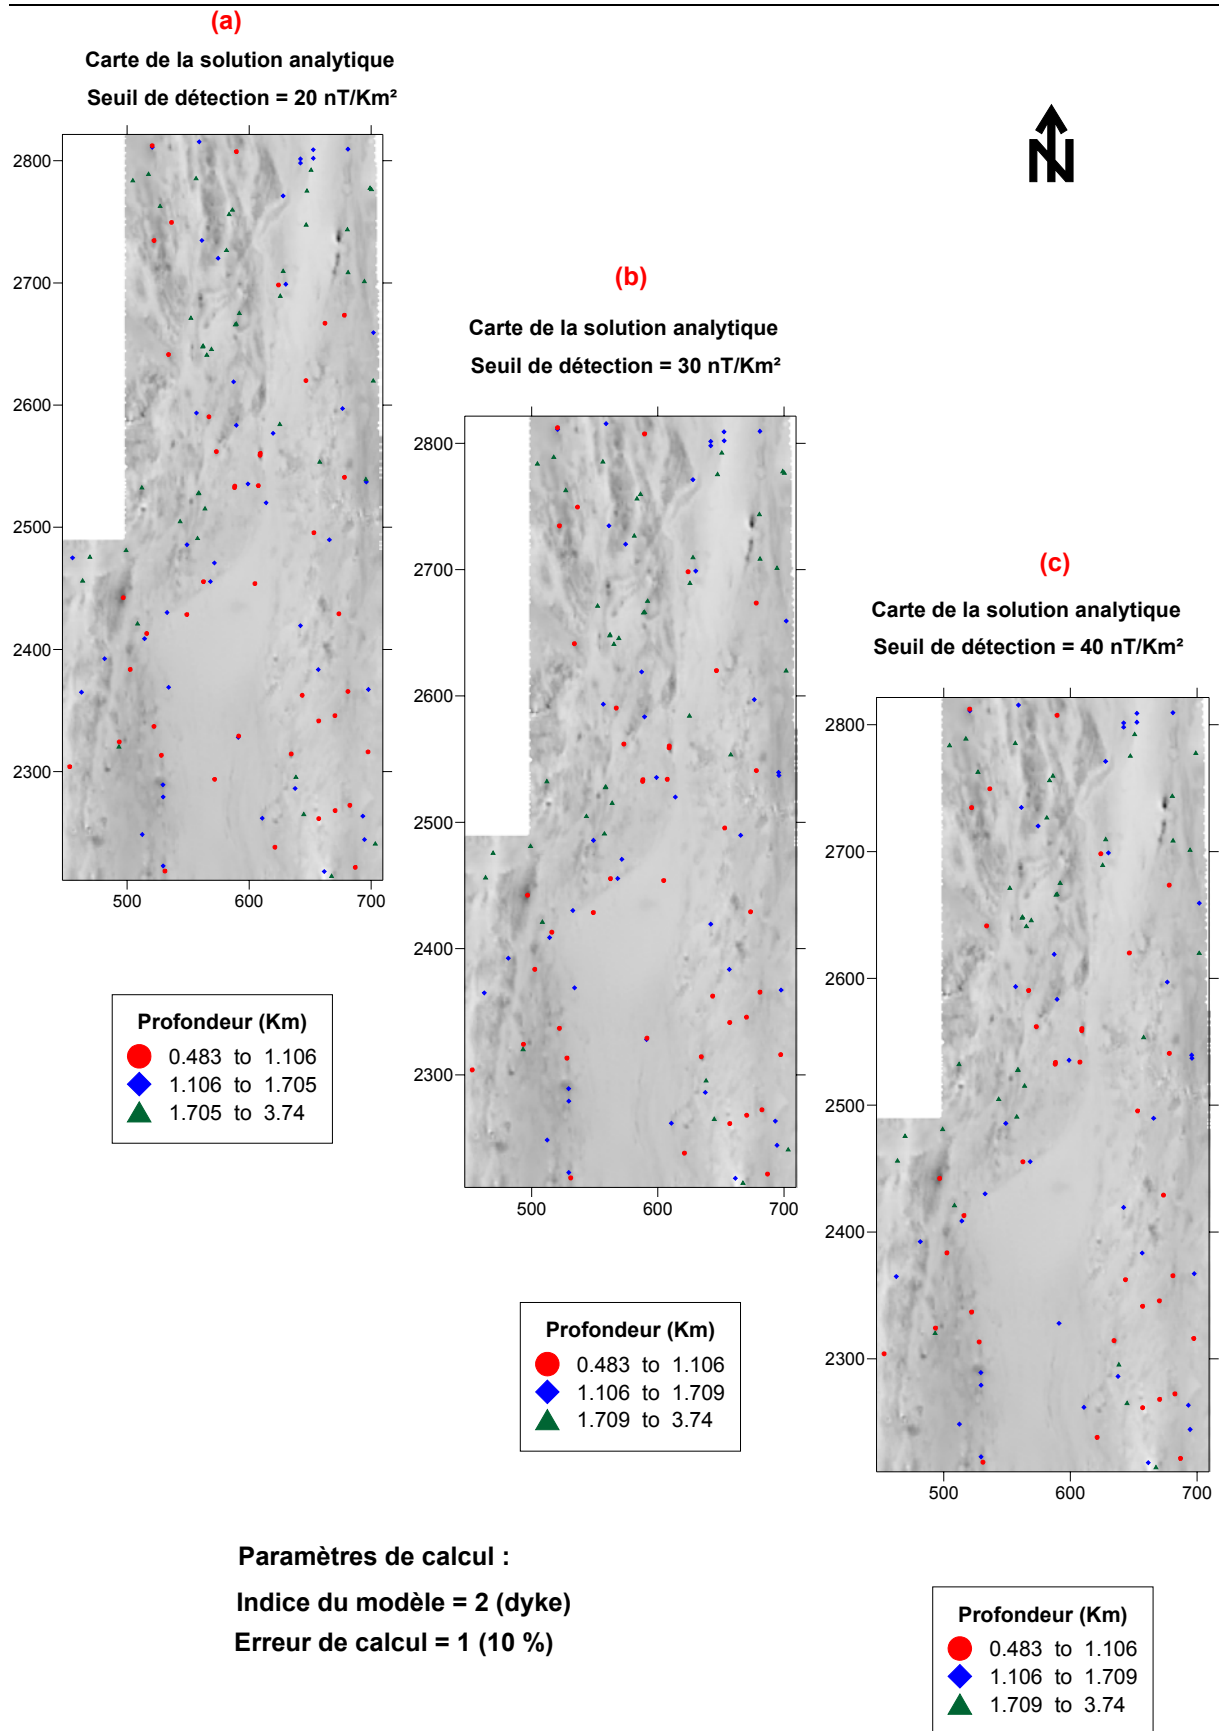 (a)
Carte de la solution analytique
Seuil de détection = 20 nT/Km²
2800
2700
2600
2500
2400
2300
500 600 700
Profondeur (Km)
0.483 to 1.106
1.106 to 1.705
1.705 to 3.74
N
(b)
Carte de la solution analytique
Seuil de détection = 30 nT/Km²
2800
2700
2600
2500
2400
2300
500 600 700
Profondeur (Km)
0.483 to 1.106
1.106 to 1.709
1.709 to 3.74
(c)
Carte de la solution analytique
Seuil de détection = 40 nT/Km²
2800
2700
2600
2500
2400
2300
500 600 700
Profondeur (Km)
0.483 to 1.106
1.106 to 1.709
1.709 to 3.74
Paramètres de calcul :
Indice du modèle = 2 (dyke)
Erreur de calcul = 1 (10 %)